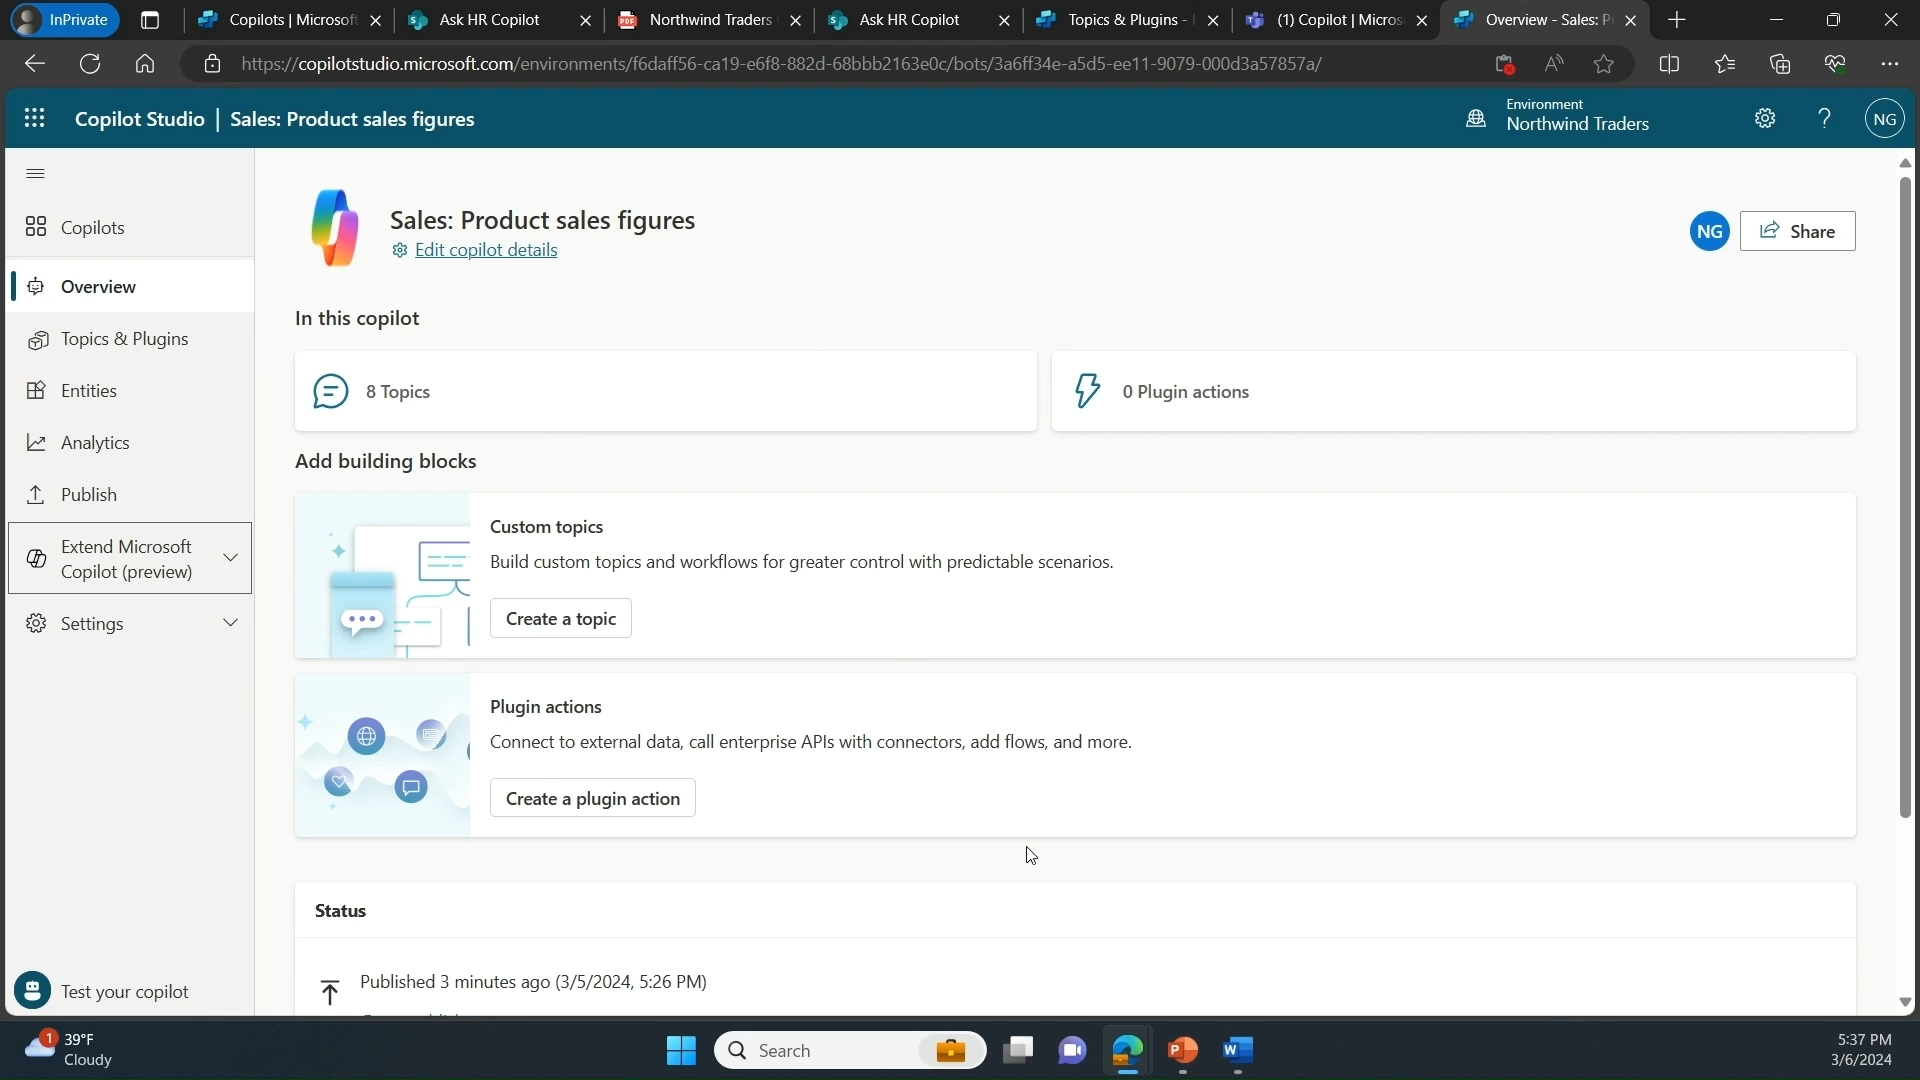 InPrivate
Copilots | Microsoft
Ask HR Copilot
Northwind Traders
Ask HR Copilot
Topics & Plugins -
(1) Copilot | Micros
Overview - Sales: P
https://copilotstudio.microsoft.com/environments/f6daff56-ca19-e6f8-882d-68bbb2163e0c/bots/3a6ff34e-a5d5-ee11-9079-000d3a57857a/
Copilot Studio | Sales: Product sales figures
Environment
Northwind Traders
NG
Copilots
Overview
Topics & Plugins
Entities
Analytics
Publish
Extend Microsoft
Copilot (preview)
Settings
Test your copilot
Sales: Product sales figures
Edit copilot details
NG
Share
In this copilot
8 Topics
0 Plugin actions
Add building blocks
Custom topics
Build custom topics and workflows for greater control with predictable scenarios.
Create a topic
Plugin actions
Connect to external data, call enterprise APIs with connectors, add flows, and more.
Create a plugin action
Status
Published 3 minutes ago (3/5/2024, 5:26 PM)
1
39°F
Cloudy
Search
5:37 PM
3/6/2024